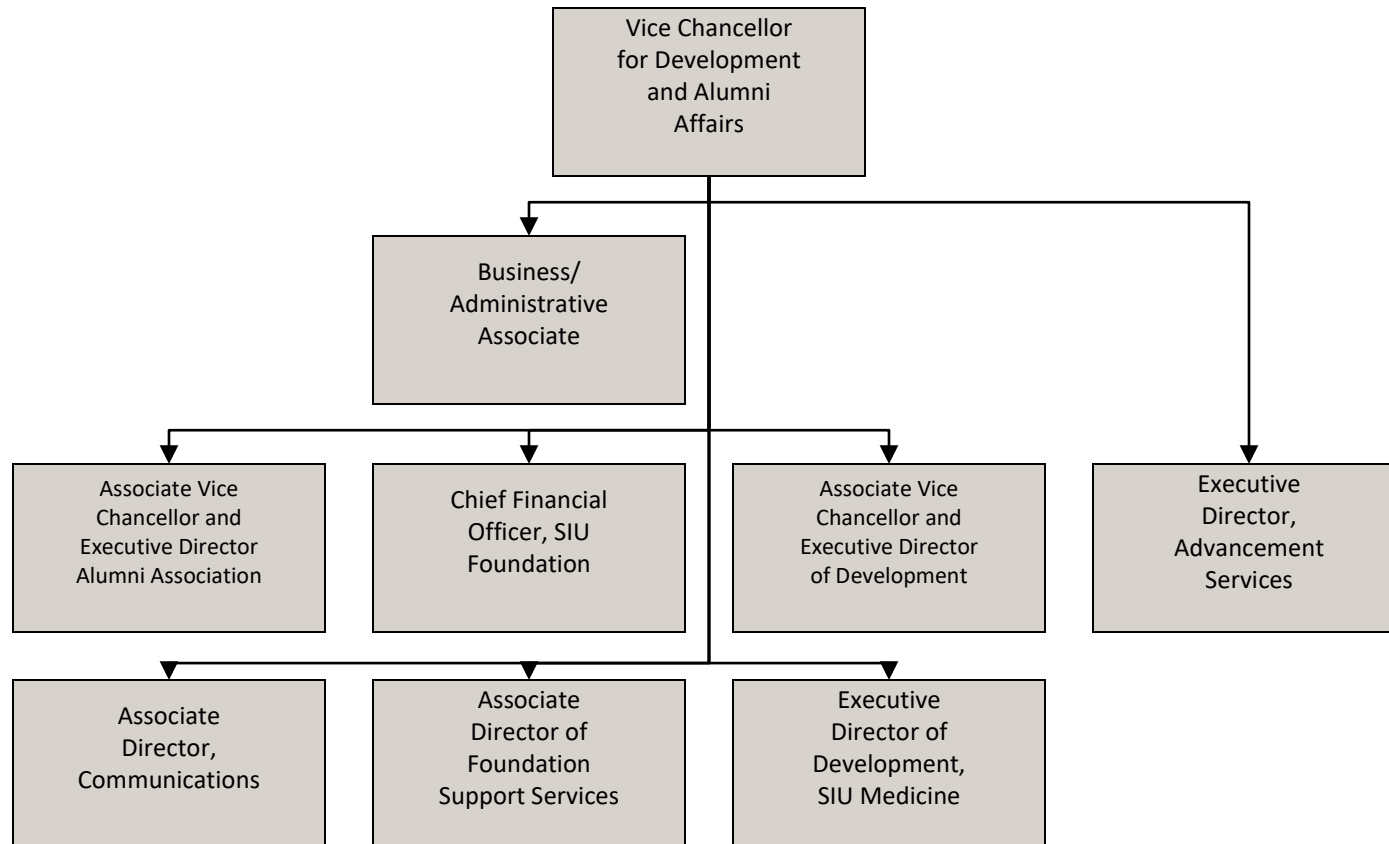 Vice Chancellor
for Development
and Alumni
Affairs
Business/
Administrative
Associate
Associate Vice
Chancellor and
Executive Director
Alumni Association
Chief Financial
Officer, SIU
Foundation
Associate Vice
Chancellor and
Executive Director
of Development
Executive
Director,
Advancement
Services
Associate
Director,
Communications
Associate
Director of
Foundation
Support Services
Executive
Director of
Development,
SIU Medicine